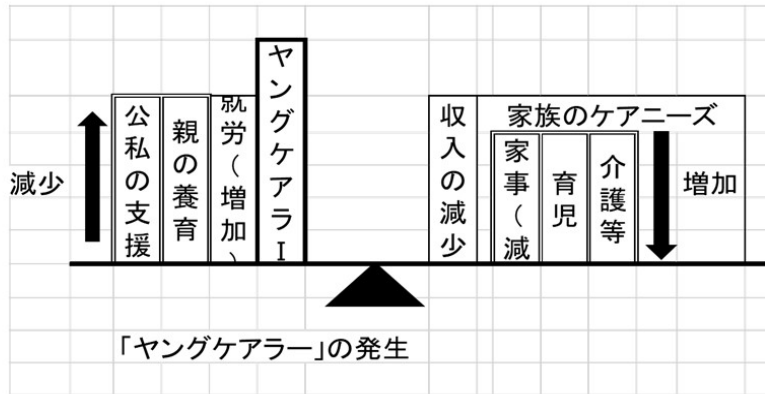 減少
公私の支援
親の養育
就労(増加)
ヤングケアラー
収入の減少
家族のケアニーズ
家事(減
育児
介護等
増加
「ヤングケアラー」の発生